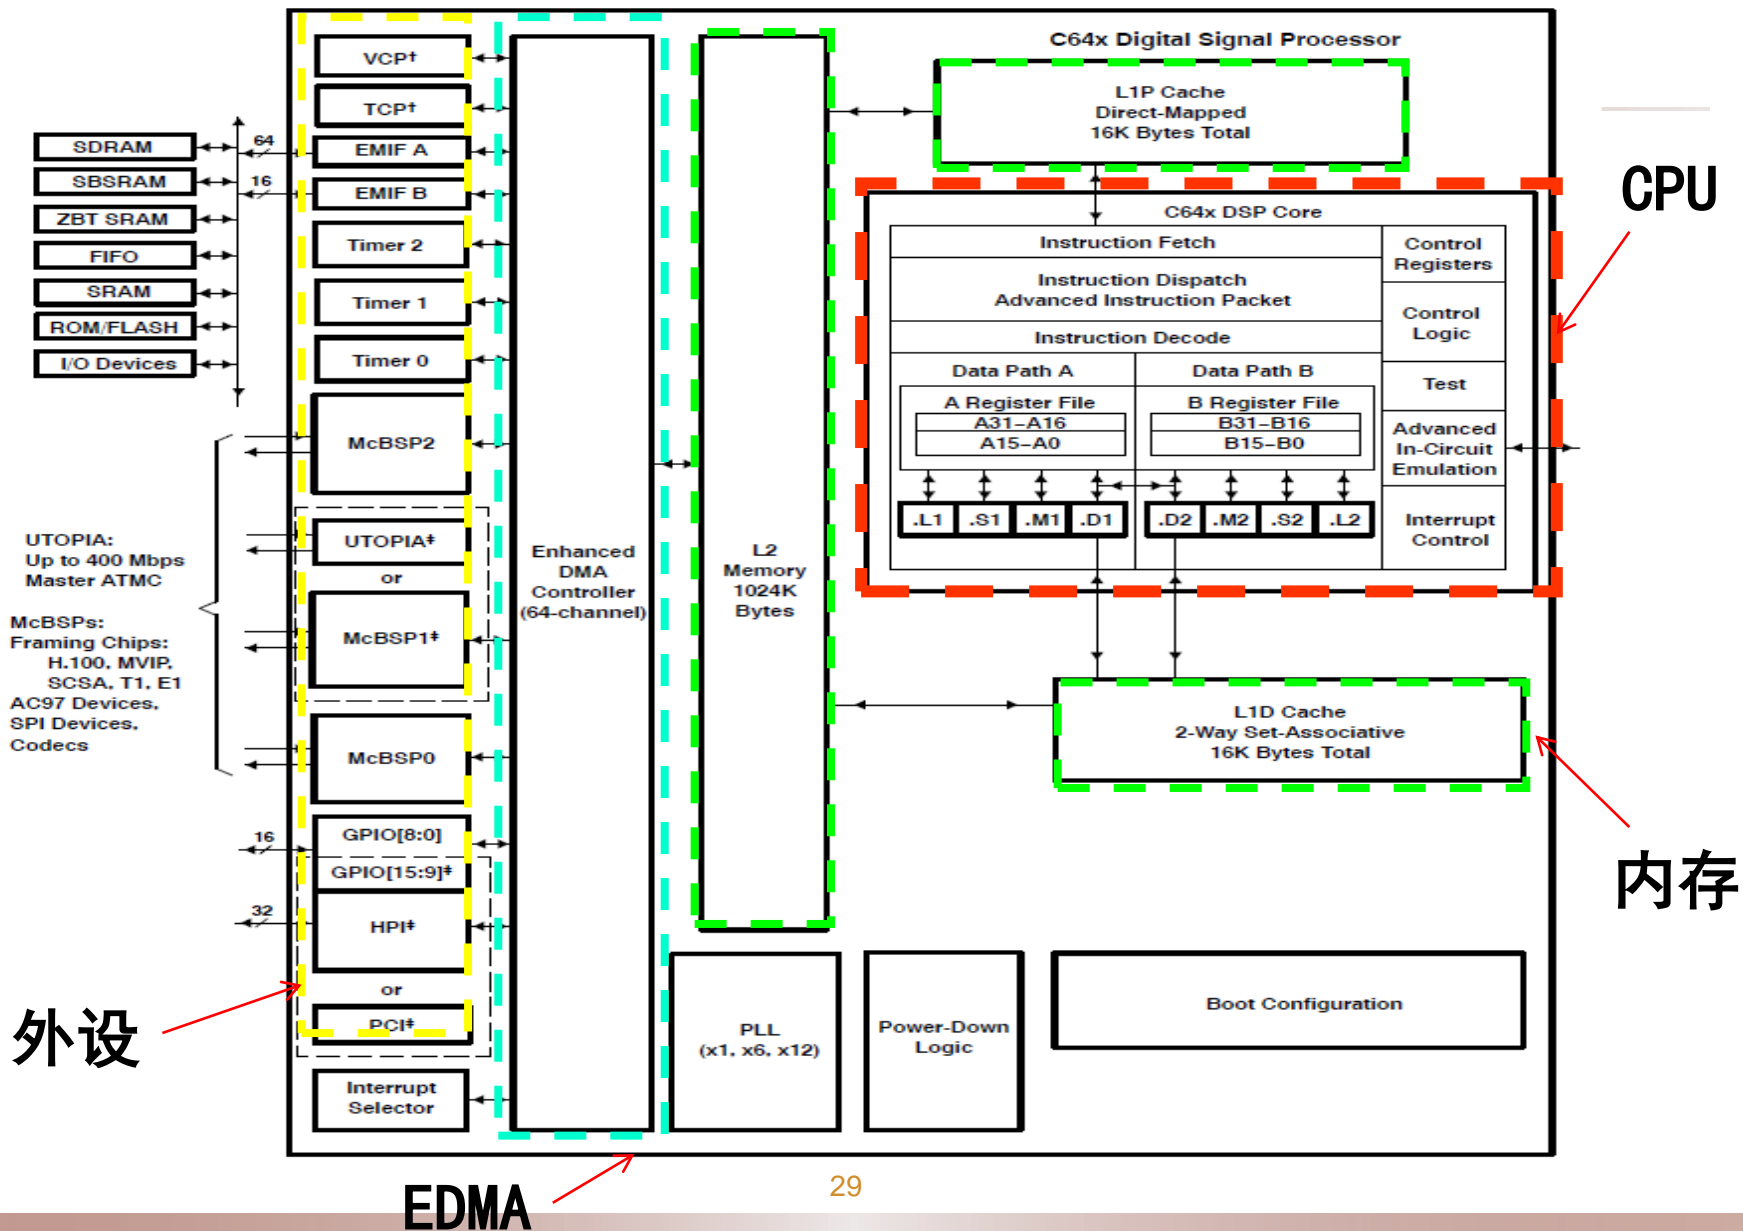 C64x Digital Signal Processor
VCP†
TCP†
EMIF A
EMIF B
Timer 2
Timer 1
Timer 0
McBSP2
UTOPIA‡
or
McBSP1‡
McBSP0
GPIO[8:0]
GPIO[15:9]‡
HPI‡
or
PCI‡
Interrupt
Selector
SDRAM
SBSRAM
ZBT SRAM
FIFO
SRAM
ROM/FLASH
I/O Devices
64
16
16
32
UTOPIA:
Up to 400 Mbps
Master ATMC
McBSPs:
Framing Chips:
H.100, MVIP,
SCSA, T1, E1
AC97 Devices,
SPI Devices,
Codecs
Enhanced
DMA
Controller
(64-channel)
L2
Memory
1024K
Bytes
L1P Cache
Direct-Mapped
16K Bytes Total
C64x DSP Core
Instruction Fetch
Instruction Dispatch
Advanced Instruction Packet
Instruction Decode
Data Path A
Data Path B
A Register File
A31–A16
A15–A0
B Register File
B31–B16
B15–B0
.L1 .S1 .M1 .D1
.D2 .M2 .S2 .L2
Control
Registers
Control
Logic
Test
Advanced
In-Circuit
Emulation
Interrupt
Control
L1D Cache
2-Way Set-Associative
16K Bytes Total
PLL
(x1, x6, x12)
Power-Down
Logic
Boot Configuration
CPU
内存
外设
EDMA
29